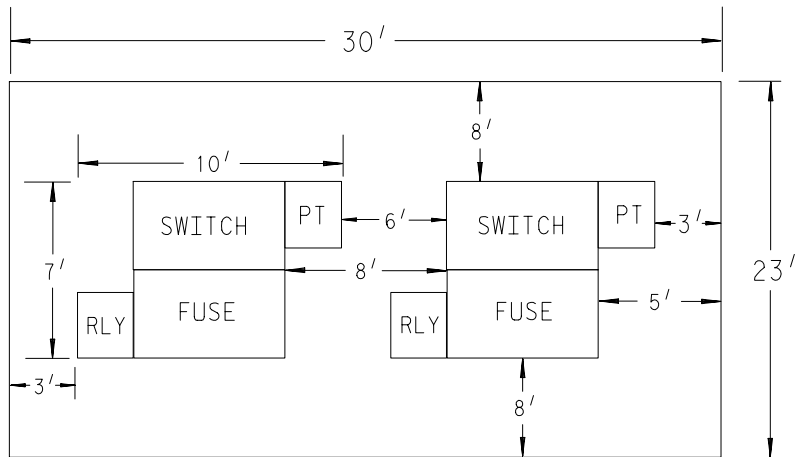 30′
8′
10′
SWITCH
PT
6′
SWITCH
PT
3′
7′
8′
23′
RLY
FUSE
RLY
FUSE
5′
3′
8′